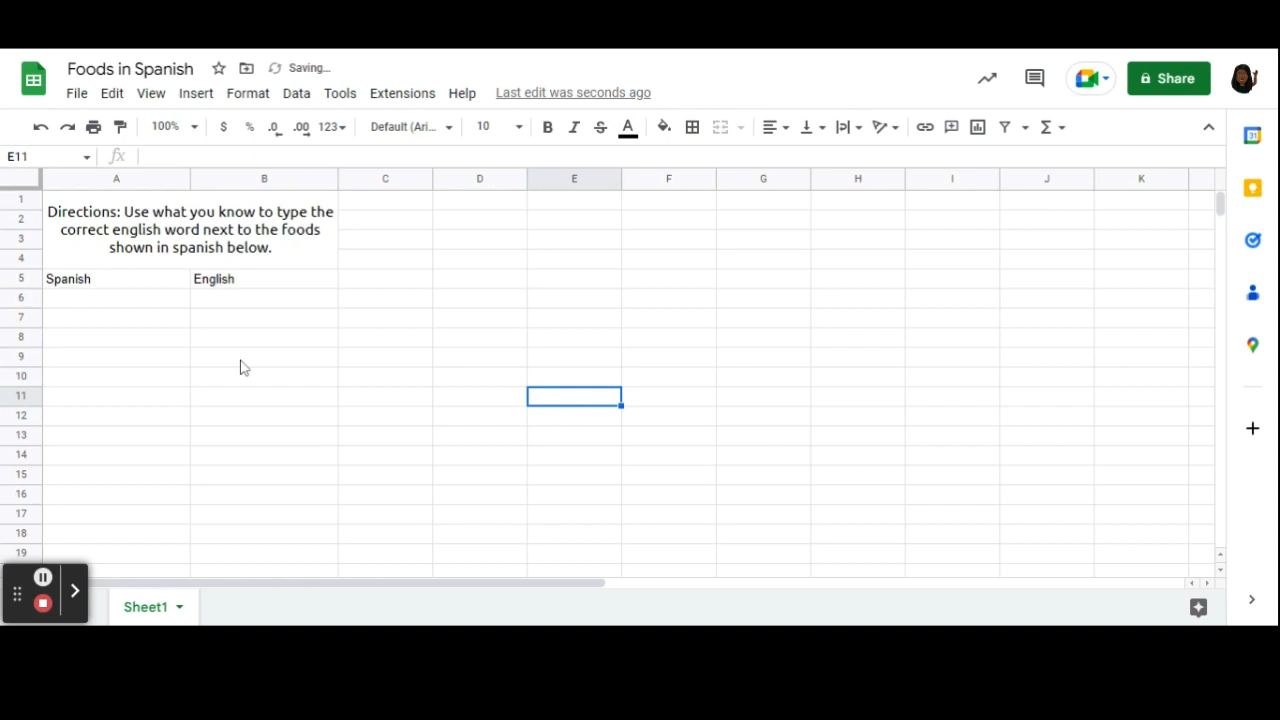 Foods in Spanish Saving...
File Edit View Insert Format Data Tools Extensions Help Last edit was seconds ago
Share
100% $ % .0 .00 123 Default (Ari... 10 B I S A
31
E11 fx
A B C D E F G H I J K
1
2
3
4
Directions: Use what you know to type the
correct english word next to the foods
shown in spanish below.
5 Spanish English
6
7
8
9
10
11
12
13
14
15
16
17
18
19
Sheet1